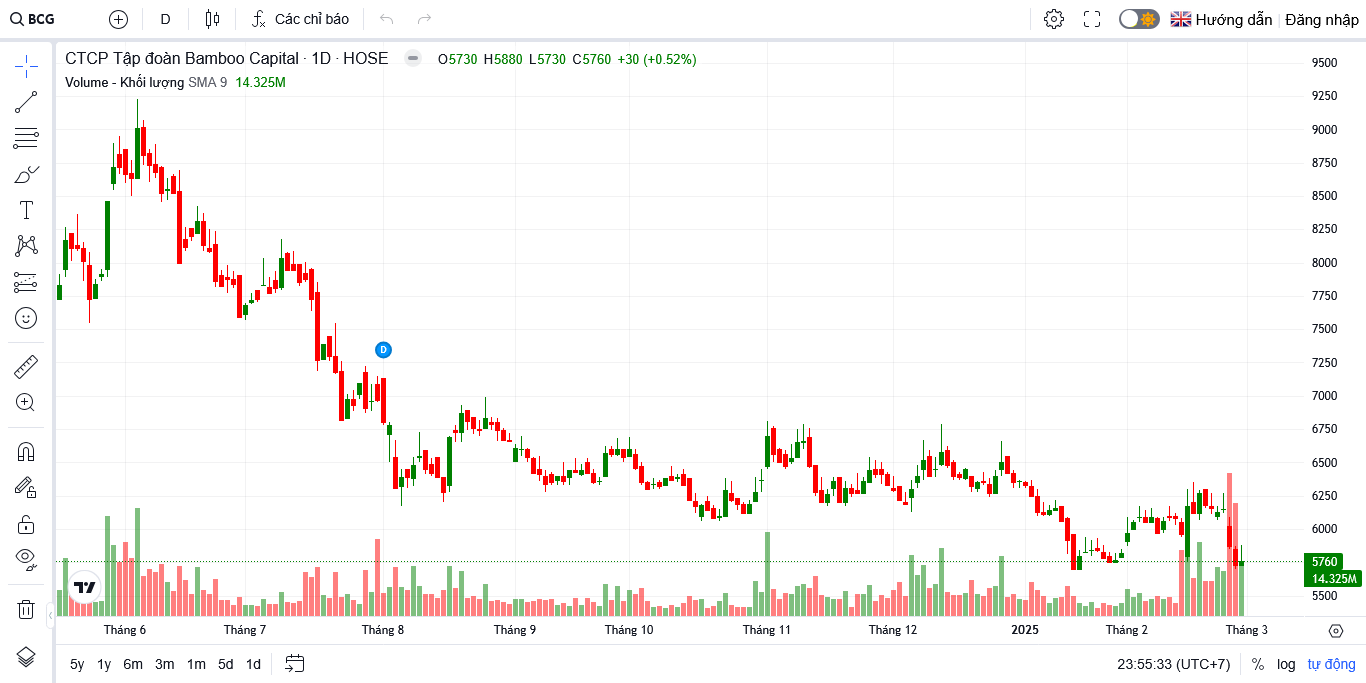 BCG D Các chỉ báo Hướng dẫn Đăng nhập
CTCP Tập đoàn Bamboo Capital · 1D · HOSE O5730 H5880 L5730 C5760 +30 (+0.52%)
Volume - Khối lượng SMA 9 14.325M
9500
9250
9000
8750
8500
8250
8000
7750
7500
7250
D
7000
6750
6500
6250
6000
5760
14.325M
5500
Tháng 6 Tháng 7 Tháng 8 Tháng 9 Tháng 10 Tháng 11 Tháng 12 2025 Tháng 2 Tháng 3
5y 1y 6m 3m 1m 5d 1d 23:55:33 (UTC+7) % log tự động